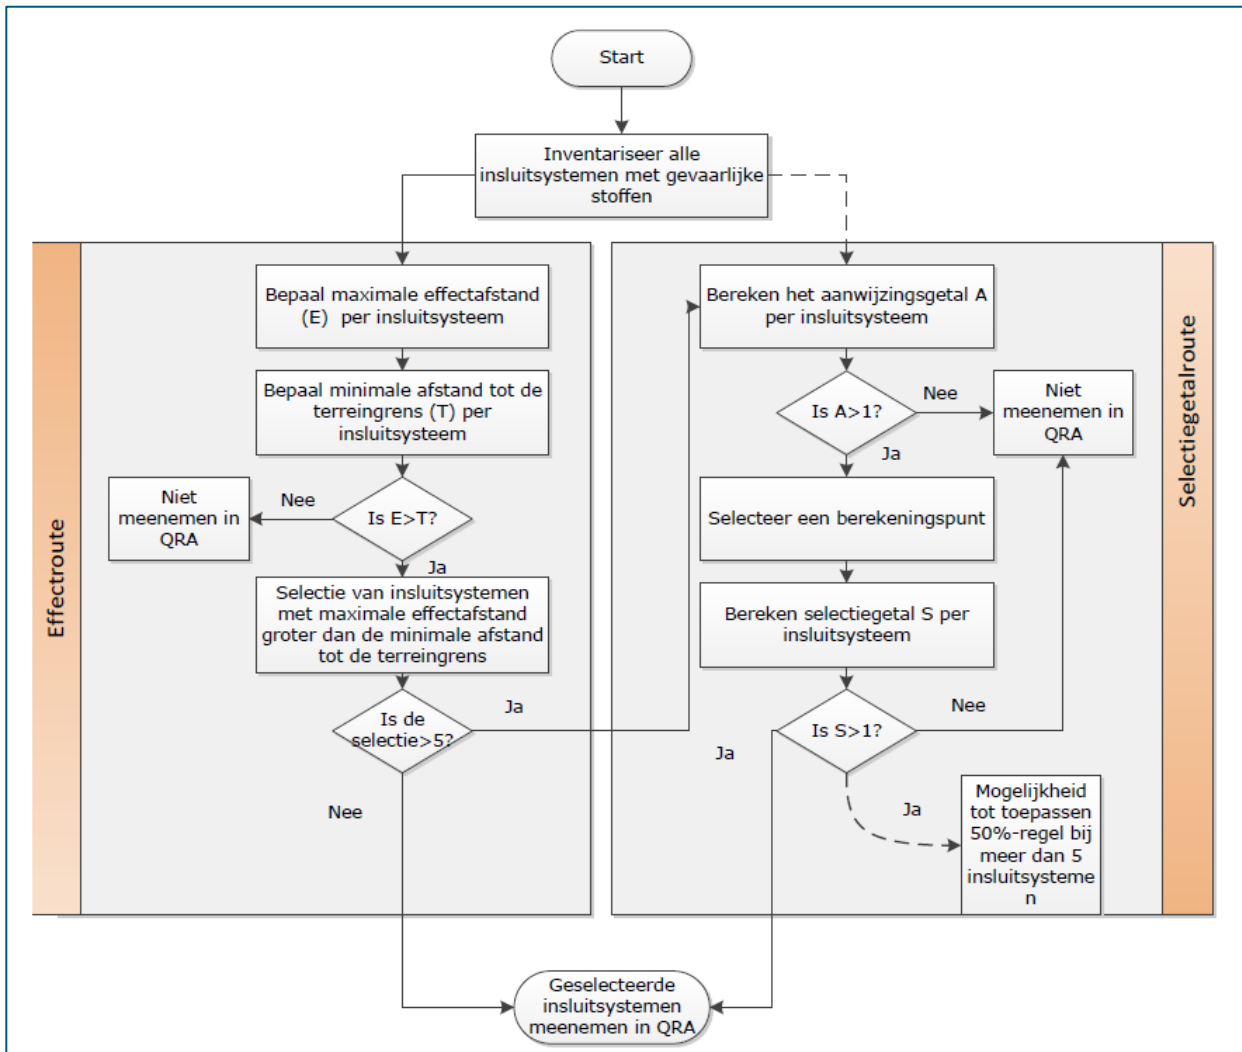 Start
Inventariseer alle
insluitsystemen met gevaarlijke
stoffen
Effectroute
Bepaal maximale effectafstand
(E) per insluitsysteem
Bepaal minimale afstand tot de
terreingrens (T) per
insluitsysteem
Is E>T?
Nee
Niet
meenemen in
QRA
Ja
Selectie van insluitsystemen
met maximale effectafstand
groter dan de minimale afstand
tot de terreingrens
Is de
selectie>5?
Ja
Nee
Selectiegetalroute
Bereken het aanwijzingsgetal A
per insluitsysteem
Is A>1?
Nee
Niet
meenemen in
QRA
Ja
Selecteer een berekeningspunt
Bereken selectiegetal S per
insluitsysteem
Is S>1?
Nee
Ja
Ja
Mogelijkheid
tot toepassen
50%-regel bij
meer dan 5
insluitsysteme
n
Geselecteerde
insluitsystemen
meenemen in QRA